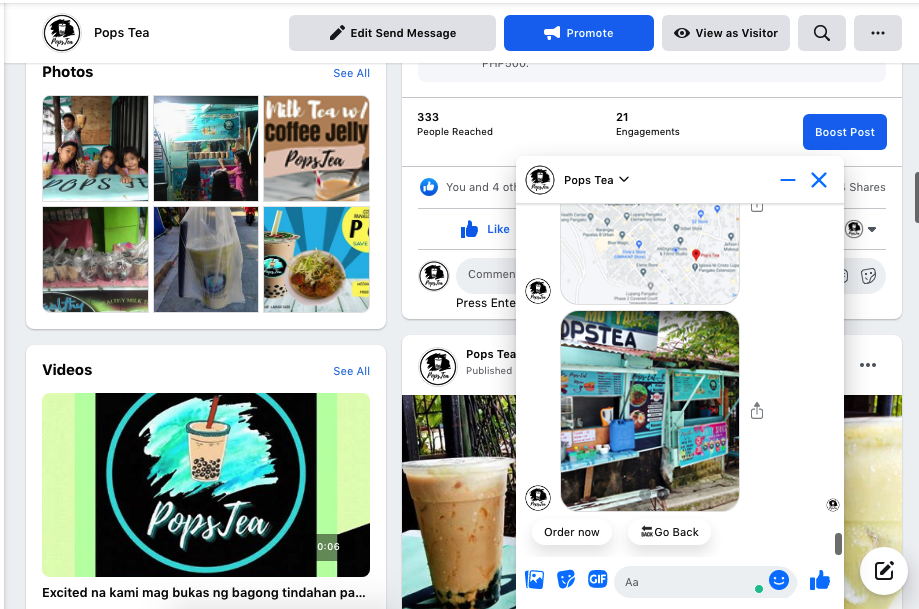 Pops Tea
Edit Send Message
Promote
View as Visitor
Photos
See All
Milk Tea w/
Coffee Jelly
PopsTea
POPS TE
Videos
See All
PopsTea
0:06
Excited na kami mag bukas ng bagong tindahan pa...
PHP500.
333
People Reached
21
Engagements
Boost Post
You and 4 oth
Shares
Like
Commen
Press Ente
Pops Tea
Published
Pops Tea
Pops Tea
OPSTEA
Order now
Go Back
GIF
Aa